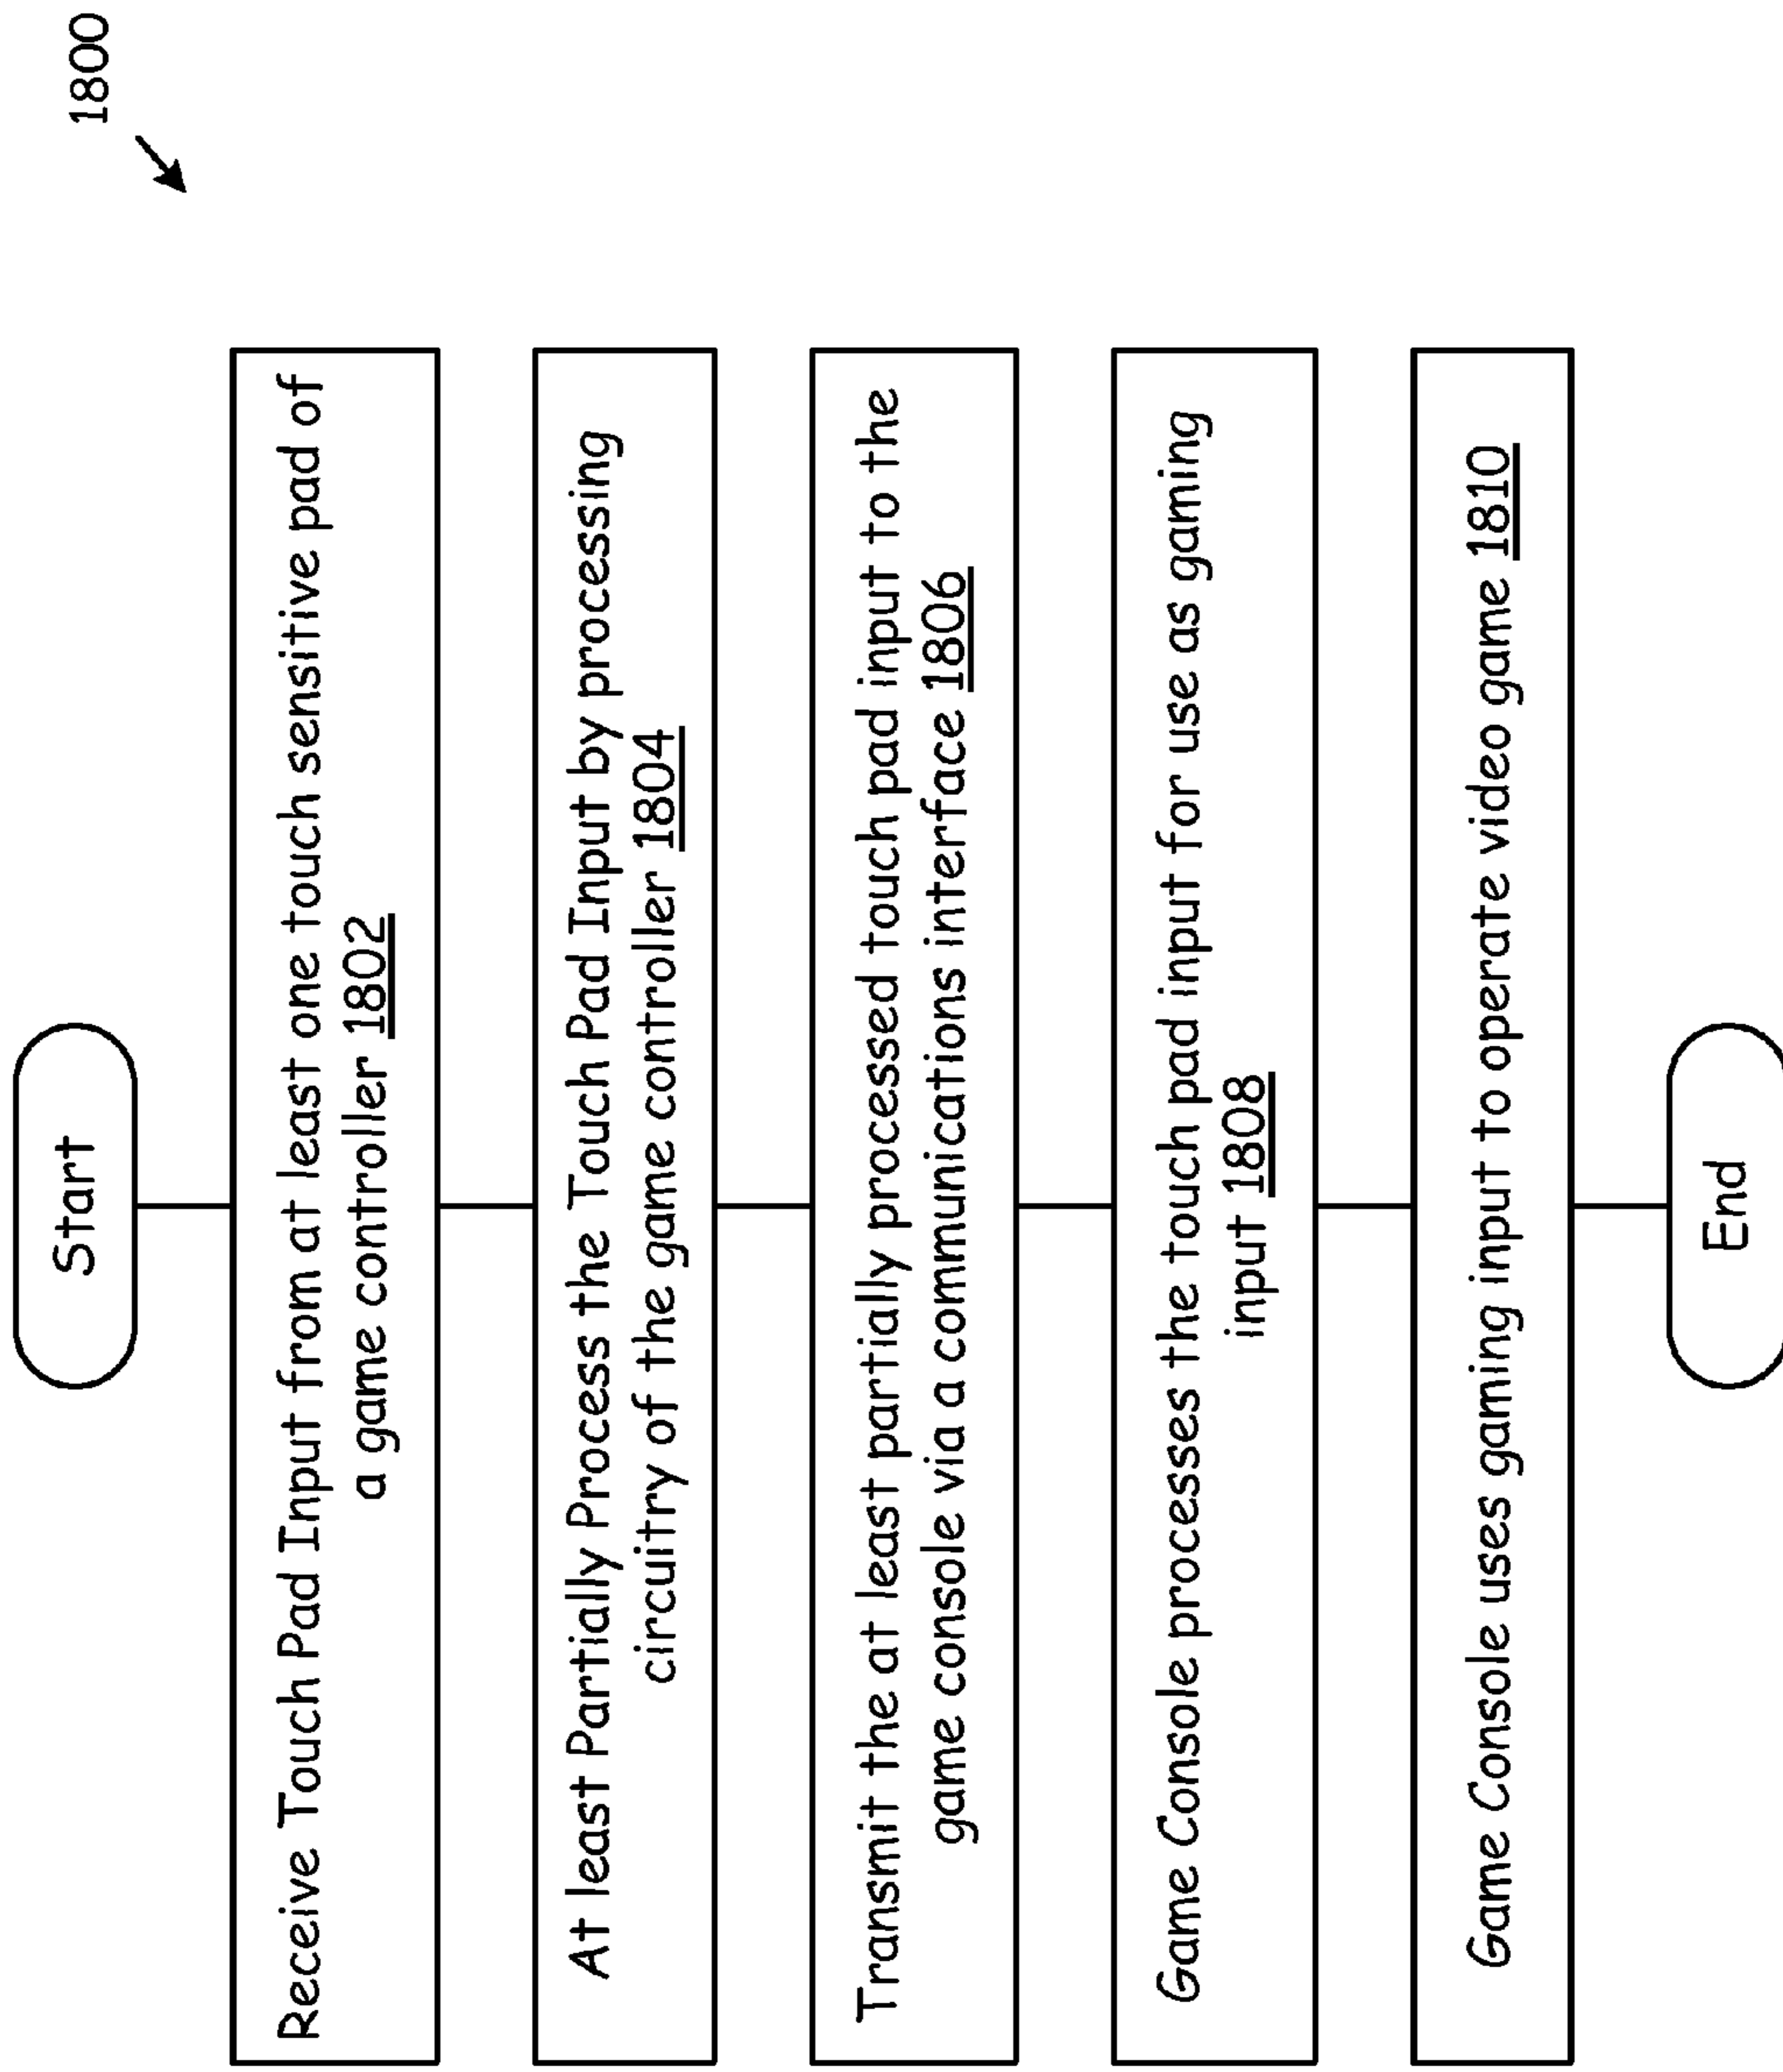 1800
Start
Receive Touch Pad Input from at least one touch sensitive pad of
a game controller 1802
At least Partially Process the Touch Pad Input by processing
circuitry of the game controller 1804
Transmit the at least partially processed touch pad input to the
game console via a communications interface 1806
Game Console processes the touch pad input for use as gaming
input 1808
Game Console uses gaming input to operate video game 1810
End